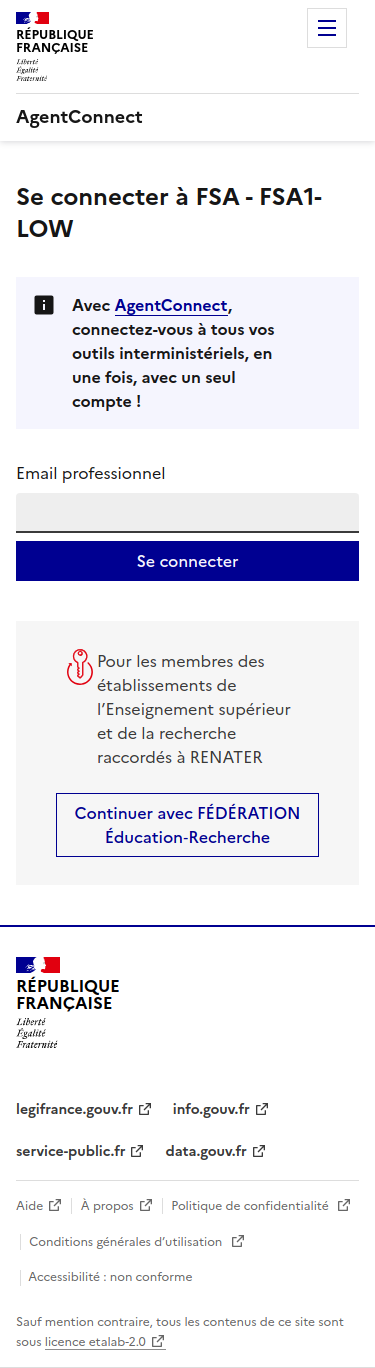 RÉPUBLIQUE
FRANÇAISE
Liberté
Égalité
Fraternité
AgentConnect
Se connecter à FSA - FSA1-
LOW
Avec AgentConnect,
connectez-vous à tous vos
outils interministériels, en
une fois, avec un seul
compte !
Email professionnel
Se connecter
Pour les membres des
établissements de
l’Enseignement supérieur
et de la recherche
raccordés à RENATER
Continuer avec FÉDÉRATION
Éducation-Recherche
RÉPUBLIQUE
FRANÇAISE
Liberté
Égalité
Fraternité
legifrance.gouv.fr info.gouv.fr
service-public.fr data.gouv.fr
Aide À propos Politique de confidentialité
Conditions générales d’utilisation
Accessibilité : non conforme
Sauf mention contraire, tous les contenus de ce site sont
sous licence etalab-2.0